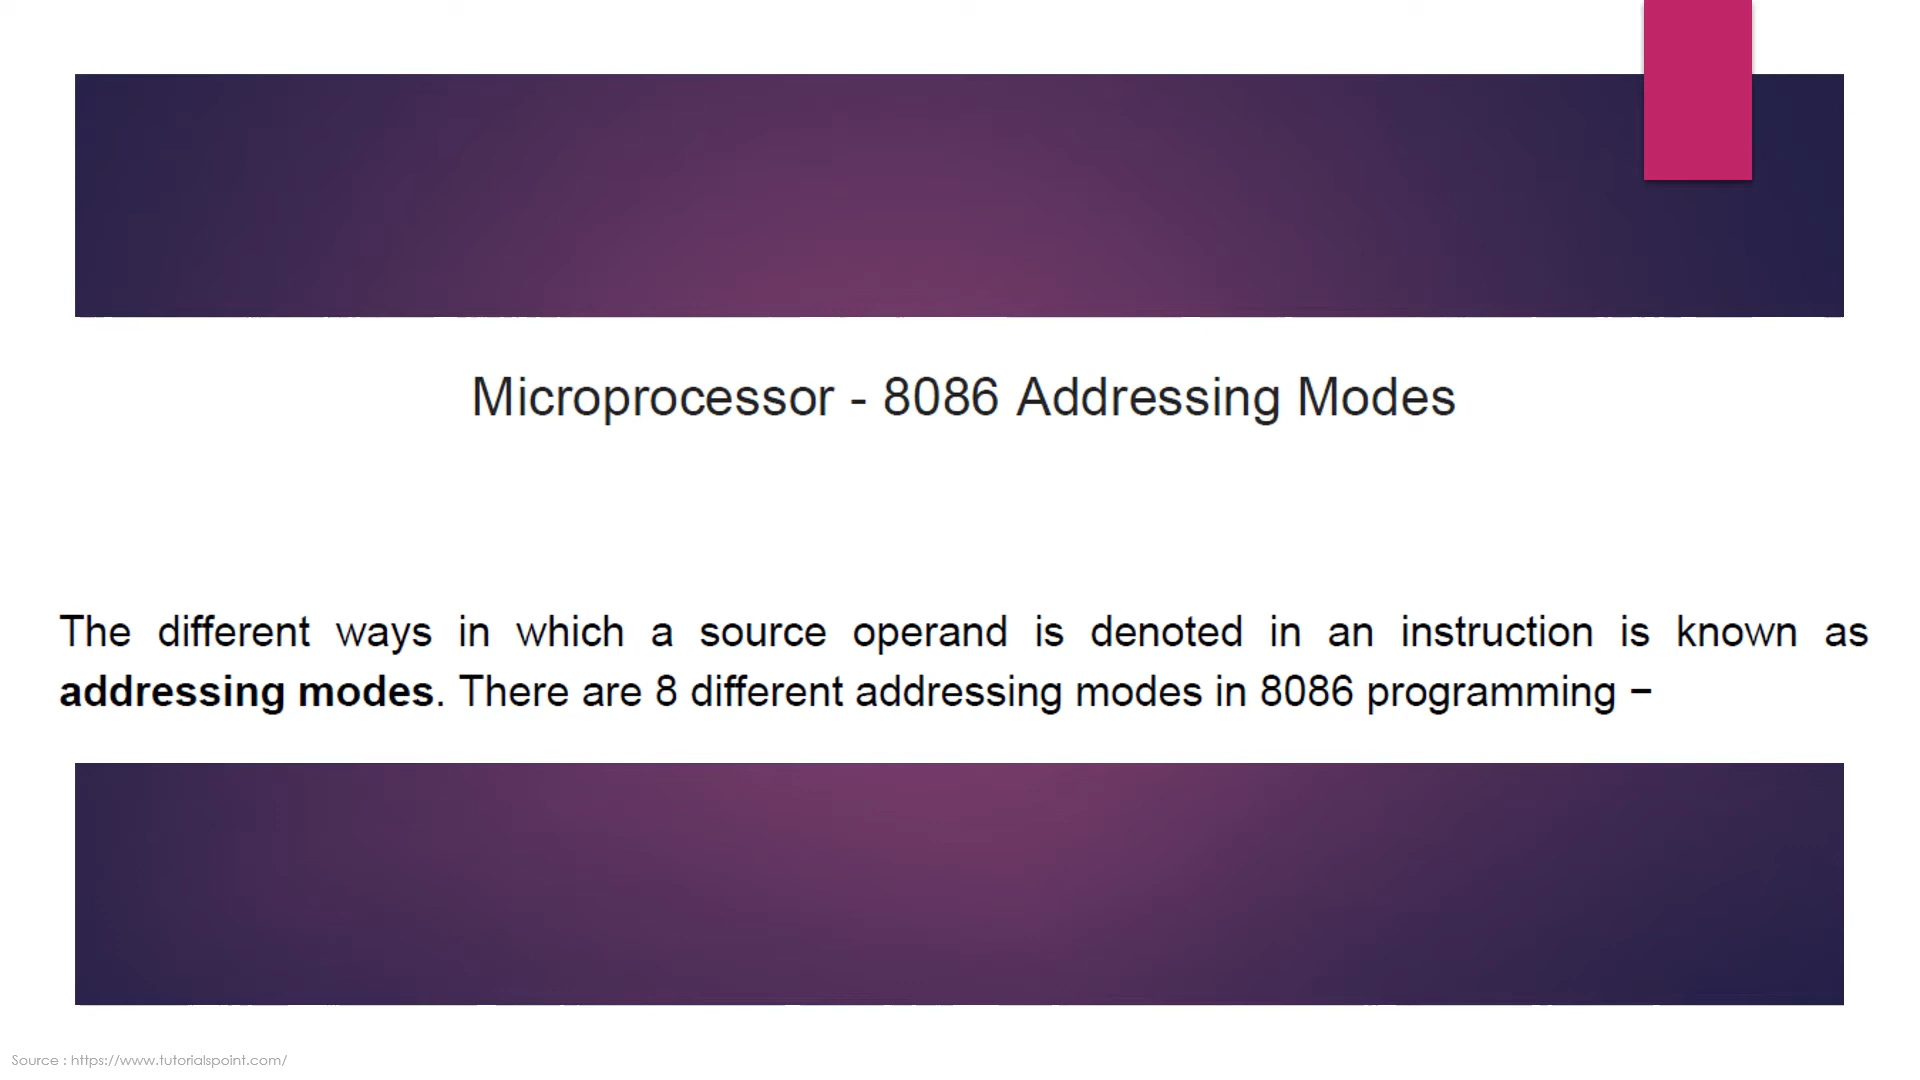 Microprocessor - 8086 Addressing Modes
The different ways in which a source operand is denoted in an instruction is known as
addressing modes. There are 8 different addressing modes in 8086 programming −
Source : https://www.tutorialspoint.com/